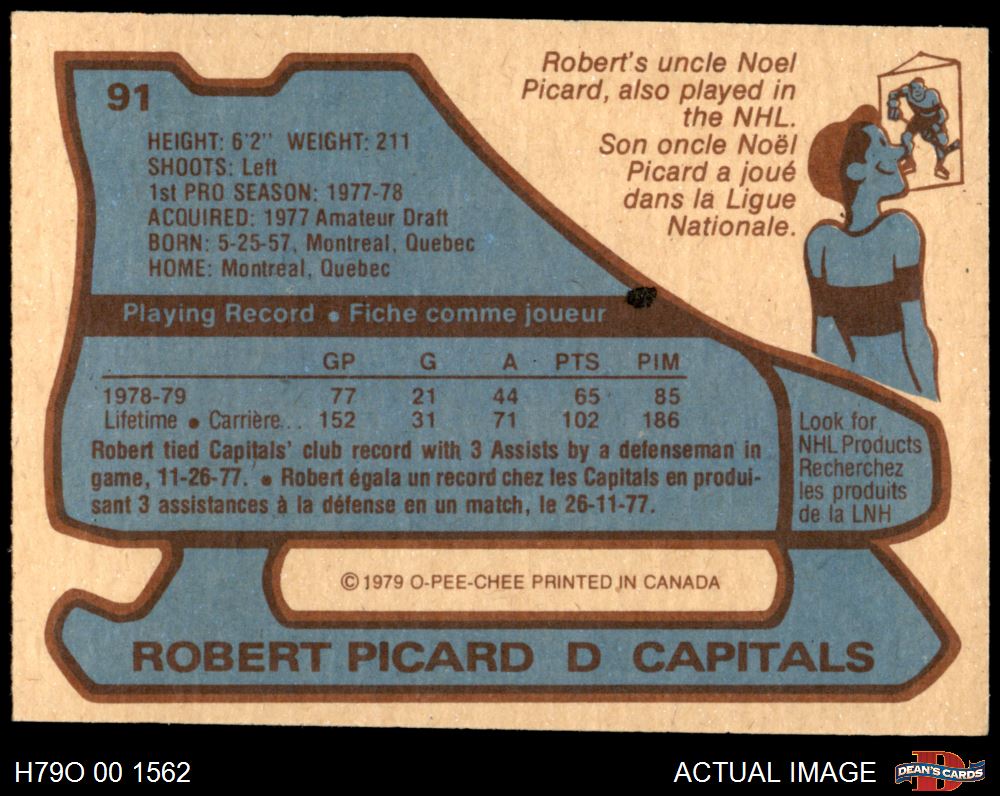 91
HEIGHT: 6'2" WEIGHT: 211
SHOOTS: Left
1st PRO SEASON: 1977-78
ACQUIRED: 1977 Amateur Draft
BORN: 5-25-57, Montreal, Quebec
HOME: Montreal, Quebec
Robert's uncle Noel
Picard, also played in
the NHL.
Son oncle Noël
Picard a joué
dans la Ligue
Nationale.
Playing Record • Fiche comme joueur
GP G A PTS PIM
1978-79 77 21 44 65 85
Lifetime • Carrière... 152 31 71 102 186
Robert tied Capitals' club record with 3 Assists by a defenseman in
game, 11-26-77. • Robert égala un record chez les Capitals en produi-
sant 3 assistances à la défense en un match, le 26-11-77.
Look for
NHL Products
Recherchez
les produits
de la LNH
© 1979 O-PEE-CHEE PRINTED IN CANADA
ROBERT PICARD D CAPITALS
H79O 00 1562
ACTUAL IMAGE
DEAN'S CARDS